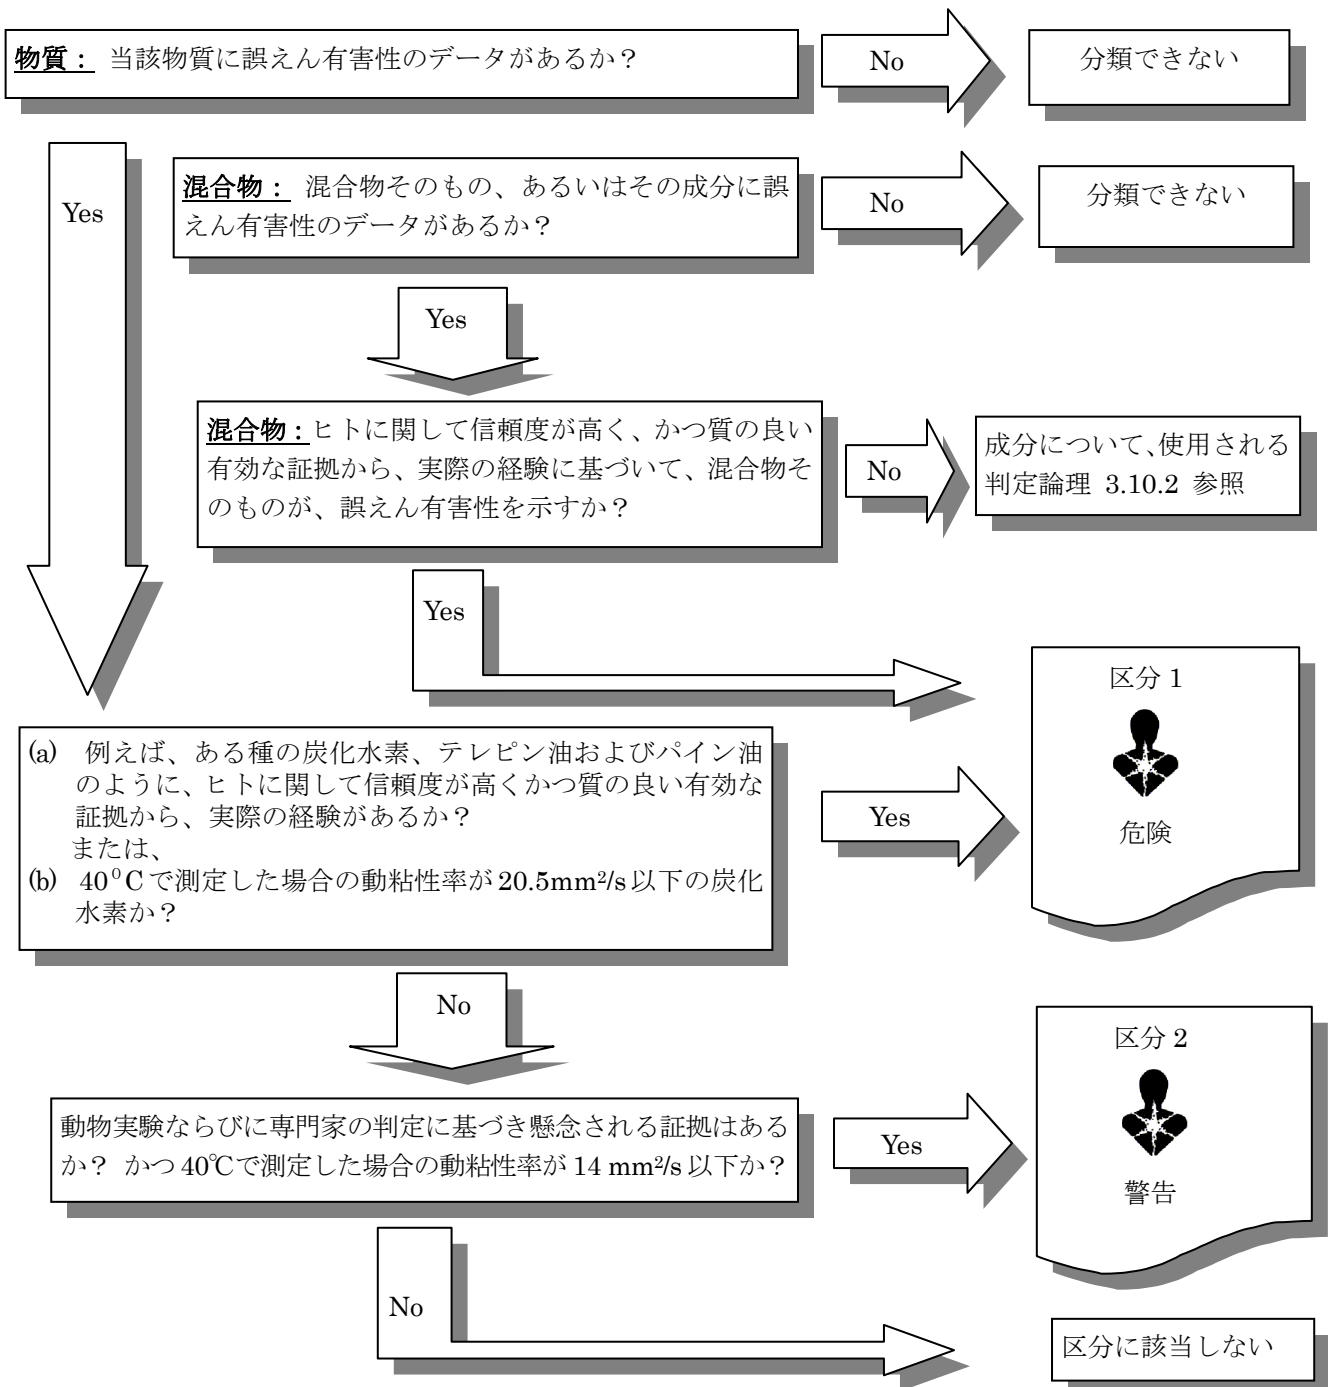 物質： 当該物質に誤えん有害性のデータがあるか？
No
分類できない
Yes
混合物： 混合物そのもの、あるいはその成分に誤
えん有害性のデータがあるか？
No
分類できない
Yes
混合物：ヒトに関して信頼度が高く、かつ質の良い
有効な証拠から、実際の経験に基づいて、混合物そ
のものが、誤えん有害性を示すか？
No
成分について、使用される
判定論理 3.10.2 参照
Yes
区分 1
危険
(a) 例えば、ある種の炭化水素、テレピン油およびパイン油
のように、ヒトに関して信頼度が高くかつ質の良い有効な
証拠から、実際の経験があるか？
または、
(b) 40⁰Cで測定した場合の動粘性率が 20.5mm²/s 以下の炭化
水素か？
Yes
No
区分 2
警告
動物実験ならびに専門家の判定に基づき懸念される証拠はある
か？ かつ 40℃で測定した場合の動粘性率が 14 mm²/s 以下か？
Yes
No
区分に該当しない